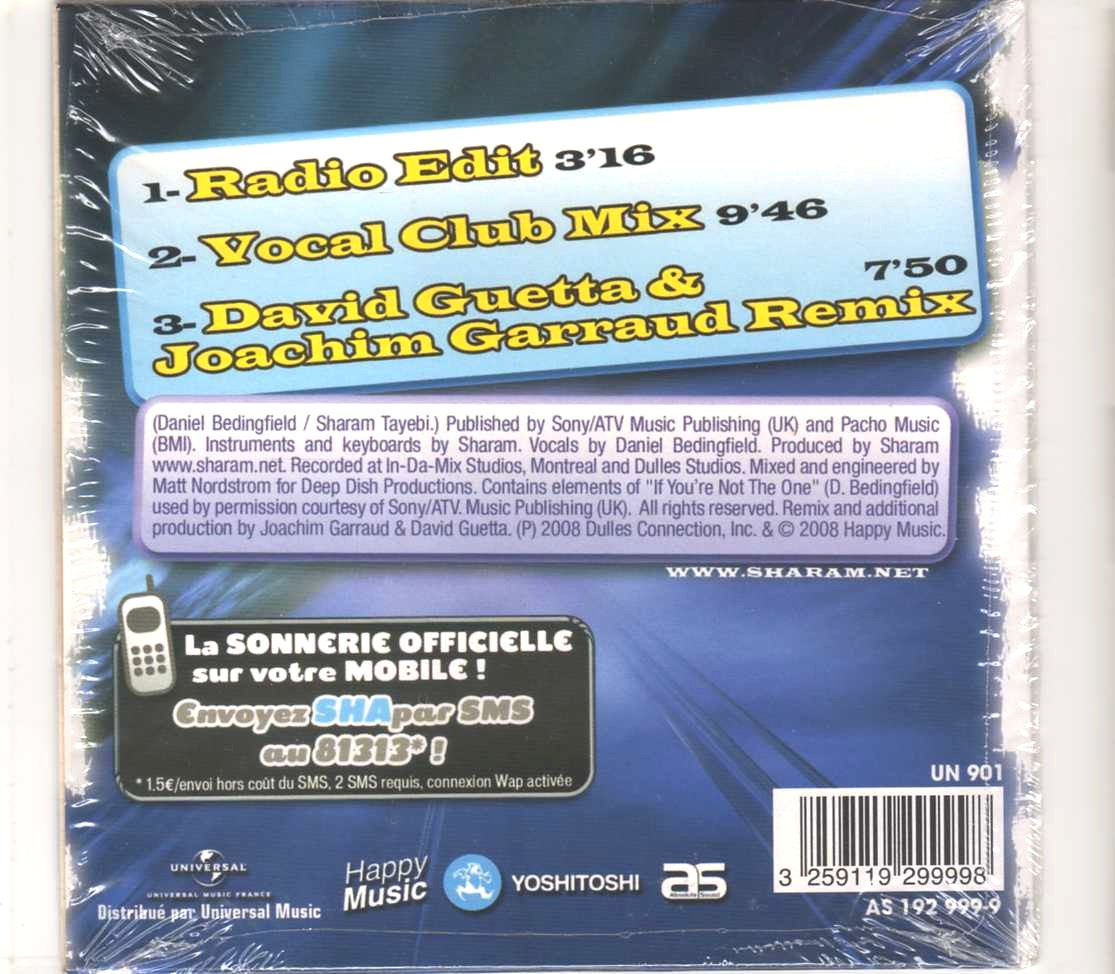 1- Radio Edit 3'16
2- Vocal Club Mix 9'46
3- David Guetta & 7'50
Joachim Garraud Remix
(Daniel Bedingfield / Sharam Tayebi.) Published by Sony/ATV Music Publishing (UK) and Pacho Music
(BMI). Instruments and keyboards by Sharam. Vocals by Daniel Bedingfield. Produced by Sharam
www.sharam.net. Recorded at In-Da-Mix Studios, Montreal and Dulles Studios. Mixed and engineered by
Matt Nordstrom for Deep Dish Productions. Contains elements of "If You're Not The One" (D. Bedingfield)
used by permission courtesy of Sony/ATV. Music Publishing (UK). All rights reserved. Remix and additional
production by Joachim Garraud & David Guetta. (P) 2008 Dulles Connection, Inc. & © 2008 Happy Music.
WWW.SHARAM.NET
La SONNERIE OFFICIELLE
sur votre MOBILE !
Envoyez SHA par SMS
au 81313* !
* 1.5€/envoi hors coût du SMS, 2 SMS requis, connexion Wap activée
UN 901
3 259119 299998
AS 192 999-9
UNIVERSAL
UNIVERSAL MUSIC FRANCE
Distribué par Universal Music
Happy
Music
YOSHITOSHI
as
Absolute Sound